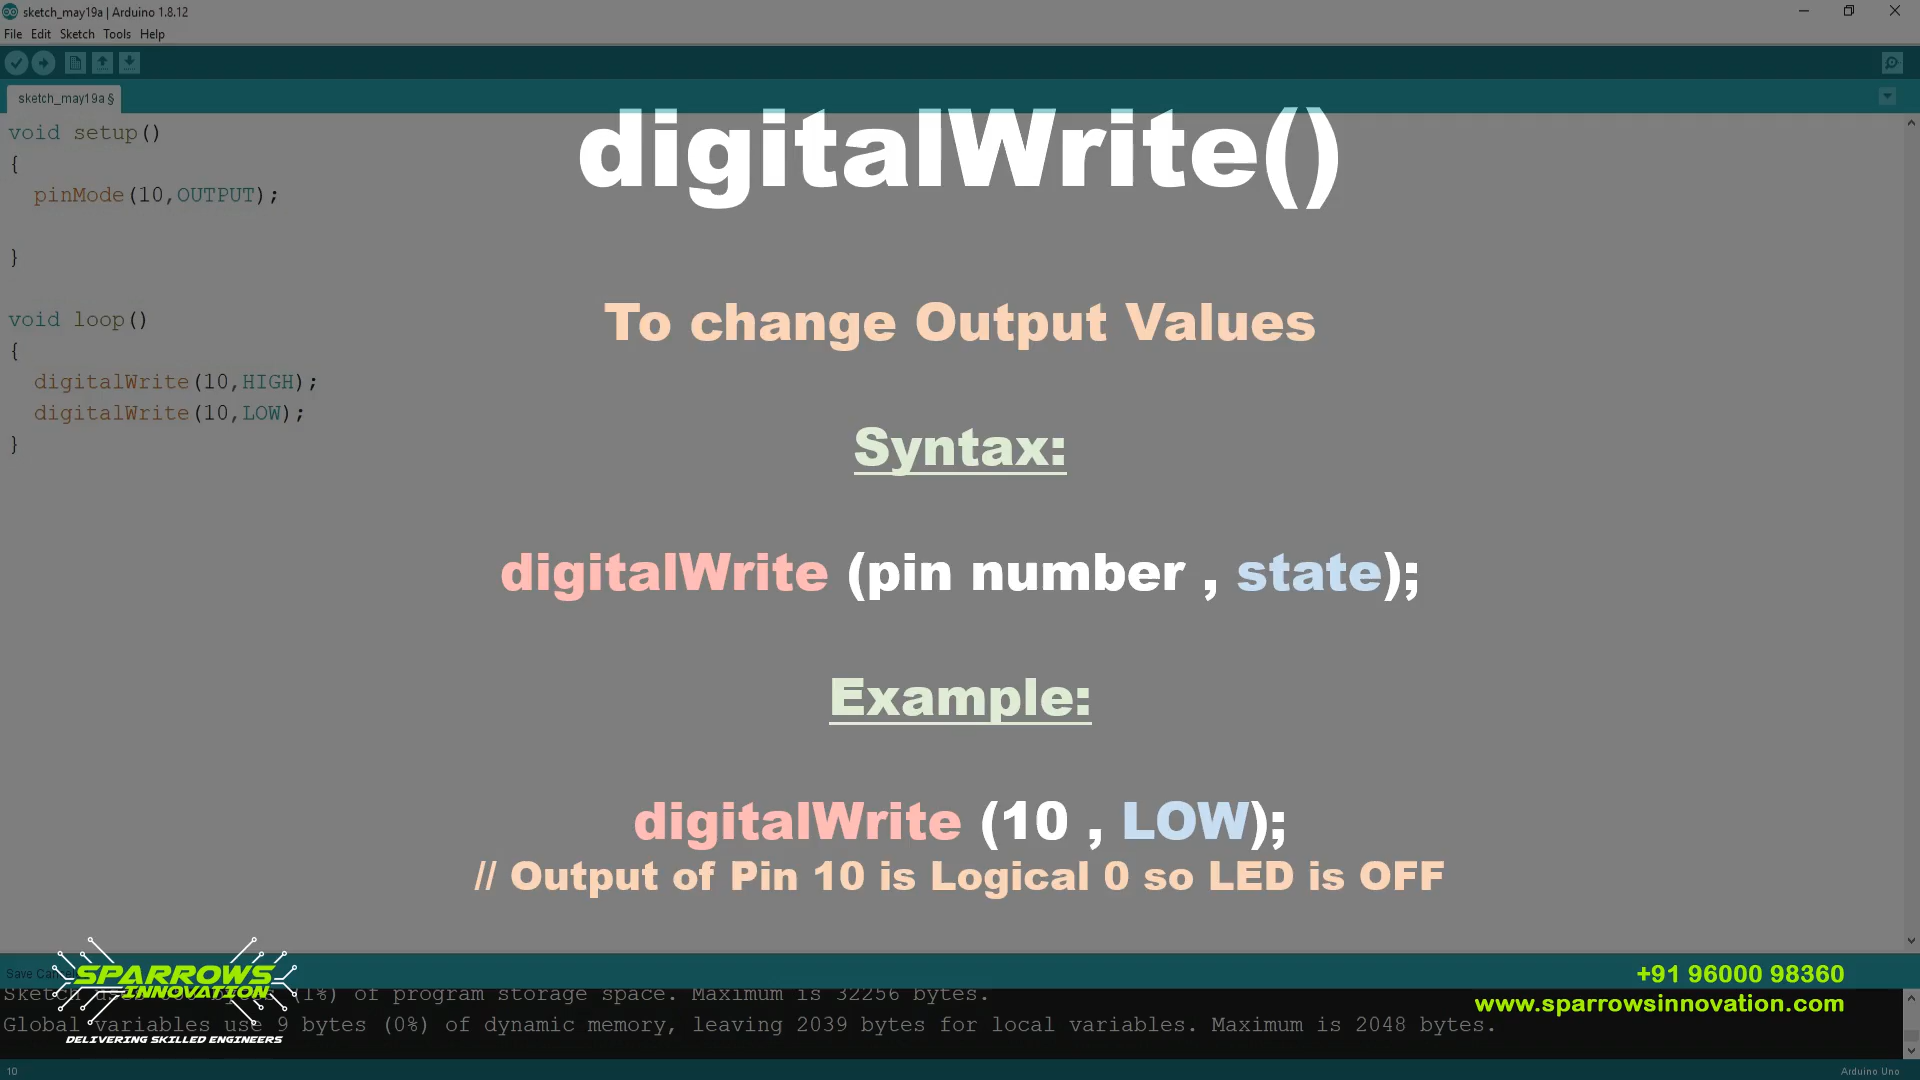 sketch_may19a | Arduino 1.8.12
File Edit Sketch Tools Help
sketch_may19a §
digitalWrite()
void setup()
{
pinMode(10,OUTPUT);
}
void loop()
{
digitalWrite(10,HIGH);
digitalWrite(10,LOW);
}
To change Output Values
Syntax:
digitalWrite (pin number , state);
Example:
digitalWrite (10 , LOW);
// Output of Pin 10 is Logical 0 so LED is OFF
Save
SPARROWS
INNOVATION
DELIVERING SKILLED ENGINEERS
+91 96000 98360
www.sparrowsinnovation.com
Sketch (1%) of program storage space. Maximum is 32256 bytes.
Global variables use 9 bytes (0%) of dynamic memory, leaving 2039 bytes for local variables. Maximum is 2048 bytes.
10
Arduino Uno